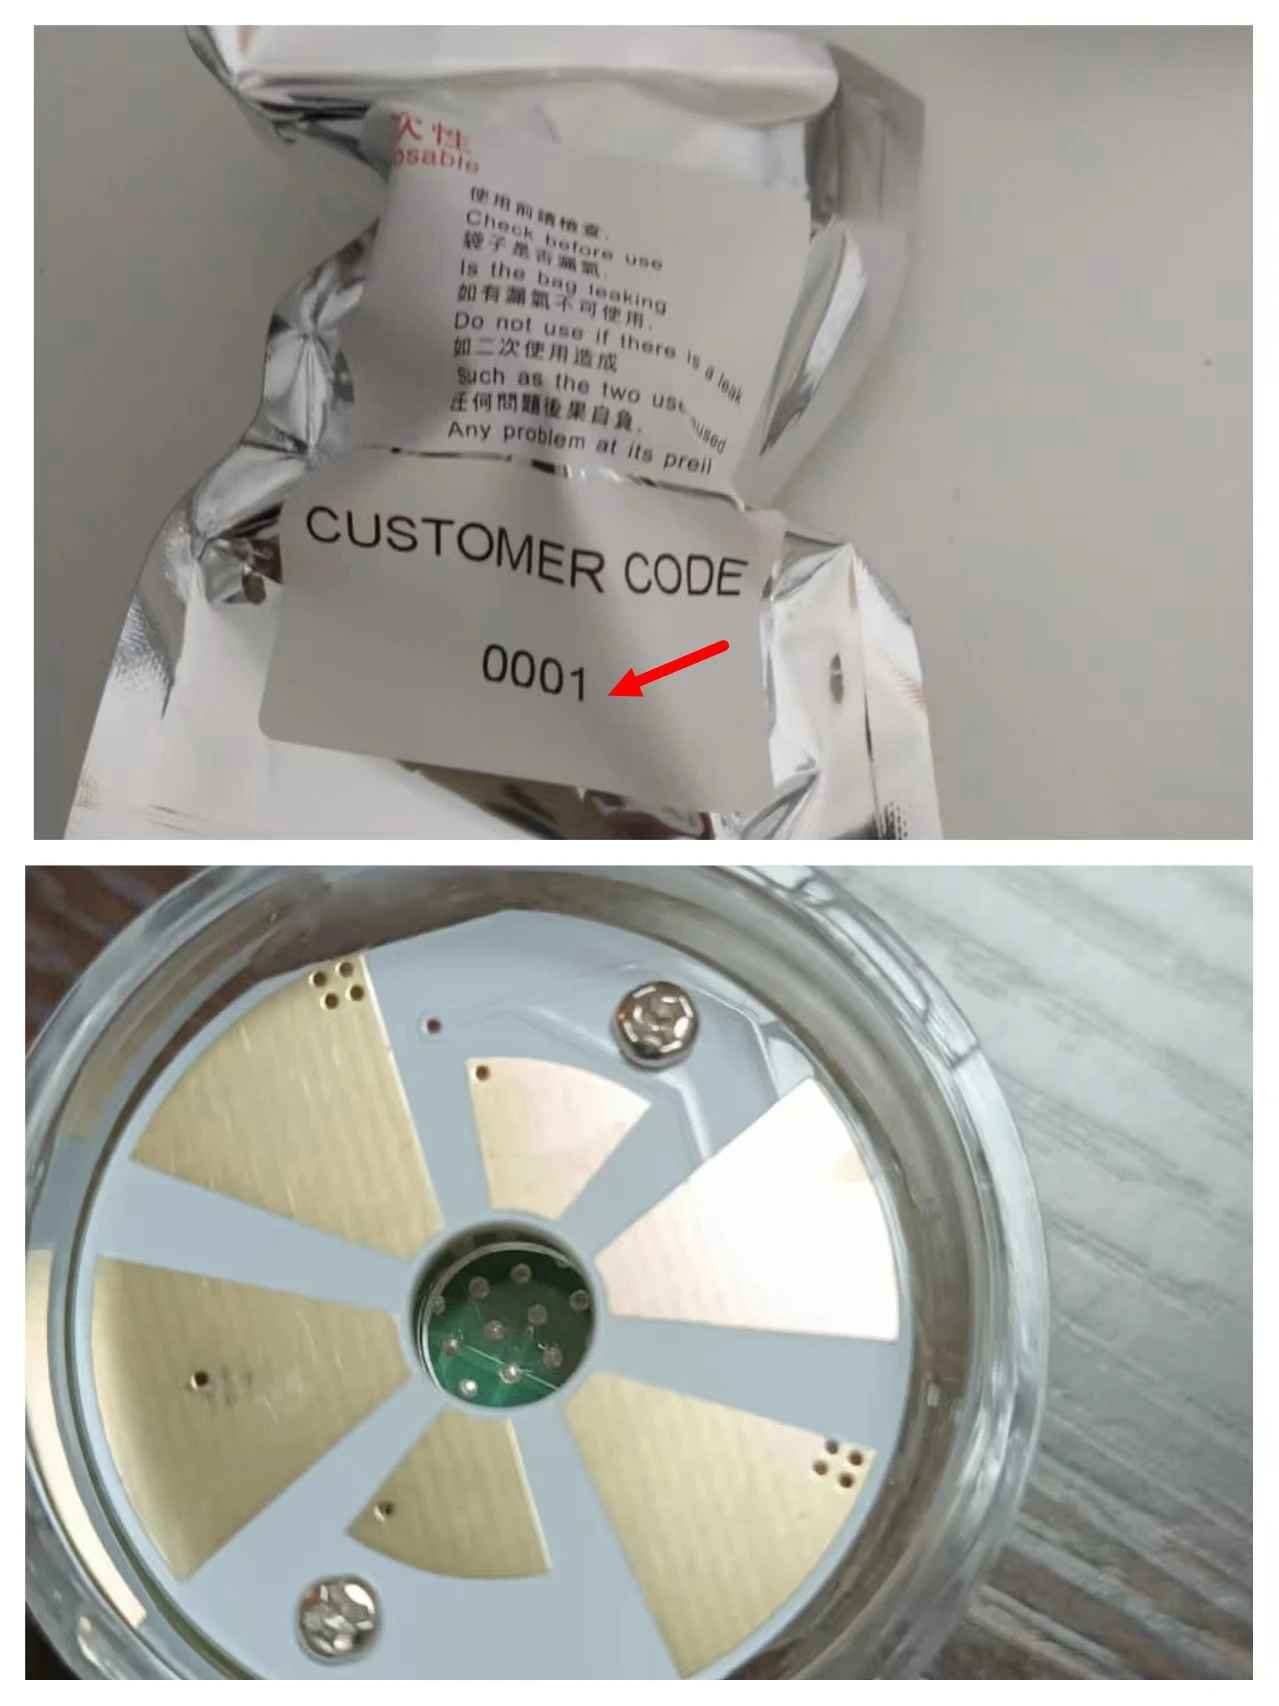 次性
osable
使用前請檢查.
Check before use
袋子是否漏氣.
Is the bag leaking
如有漏氣不可使用.
Do not use if there is a leak
如二次使用造成
Such as the two use caused
任何問題後果自負.
Any problem at its preil
CUSTOMER CODE
0001